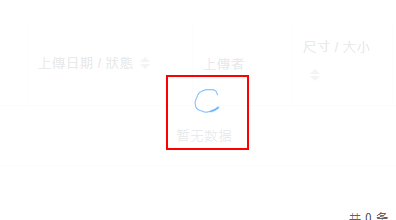 尺寸 / 大小
上傳日期 / 狀態
上傳者
暂无数据
共 0 条